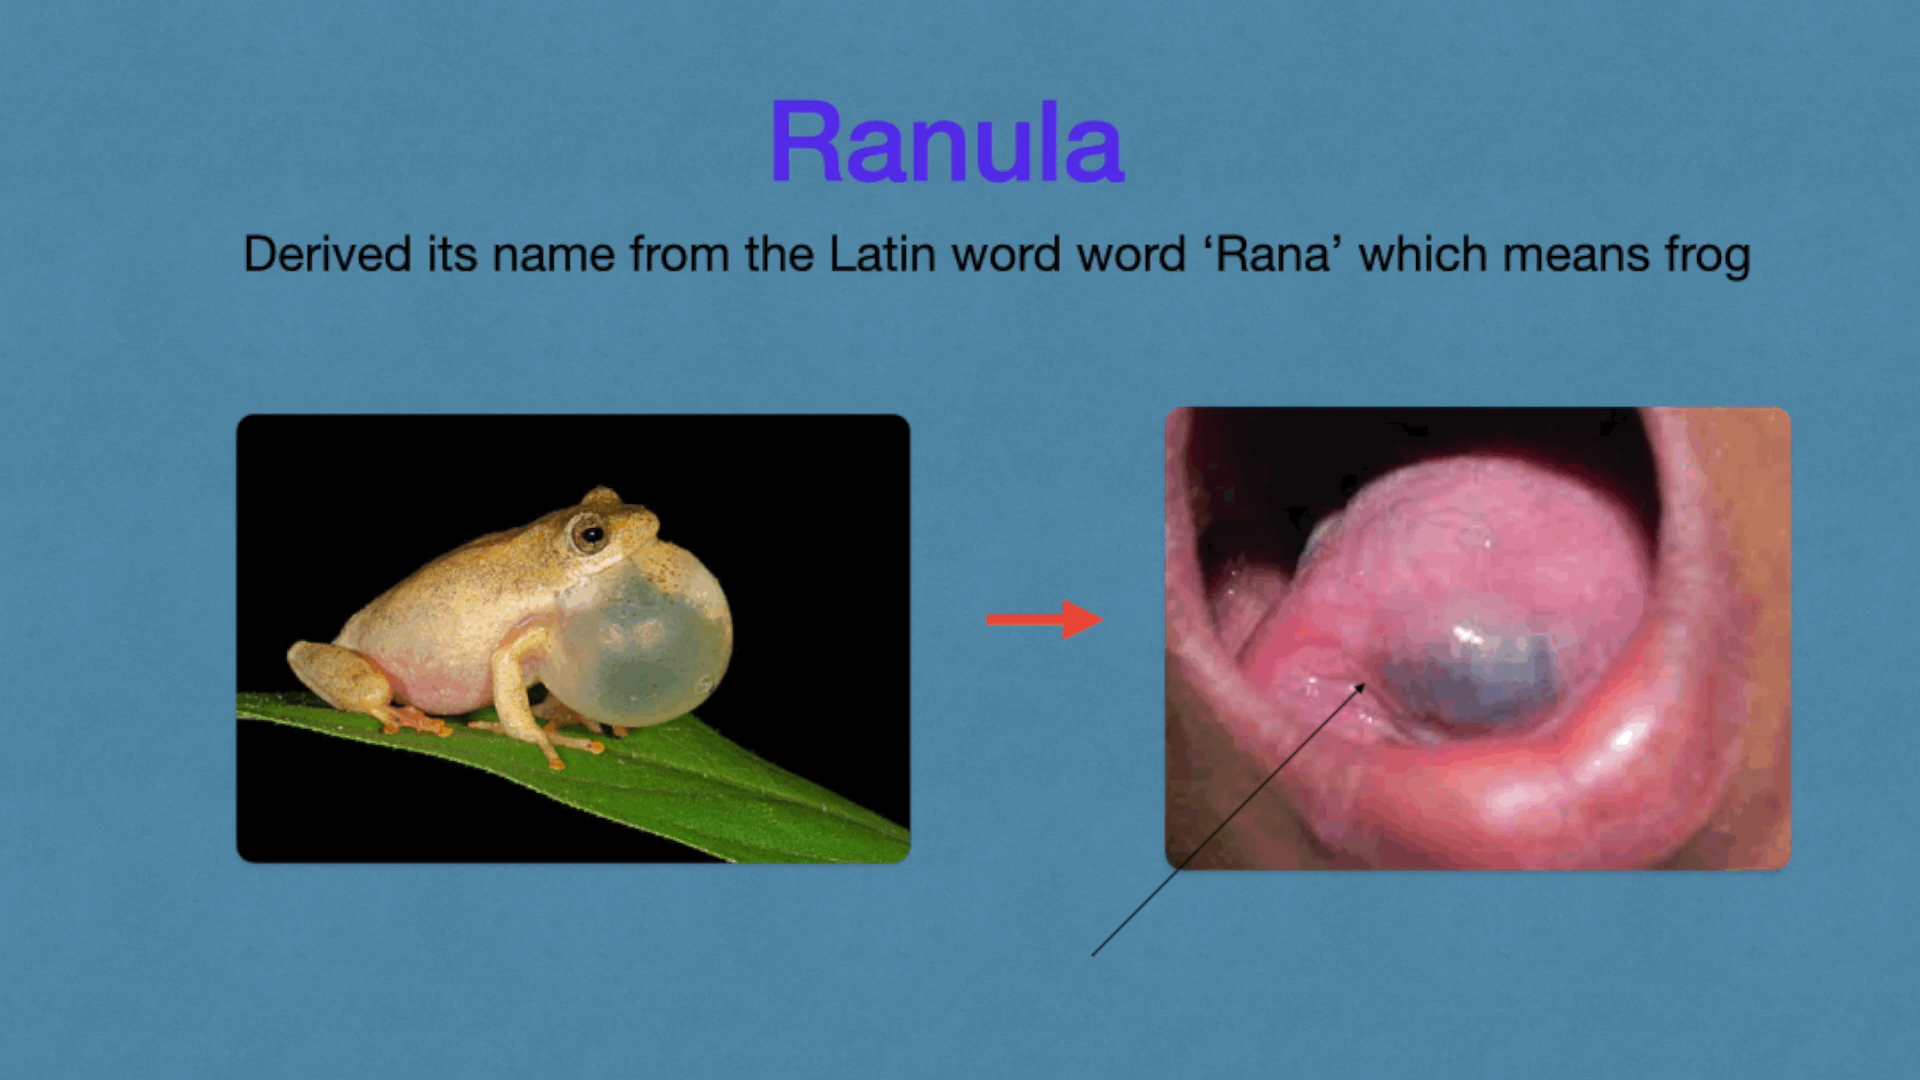 Ranula
Derived its name from the Latin word word ‘Rana’ which means frog